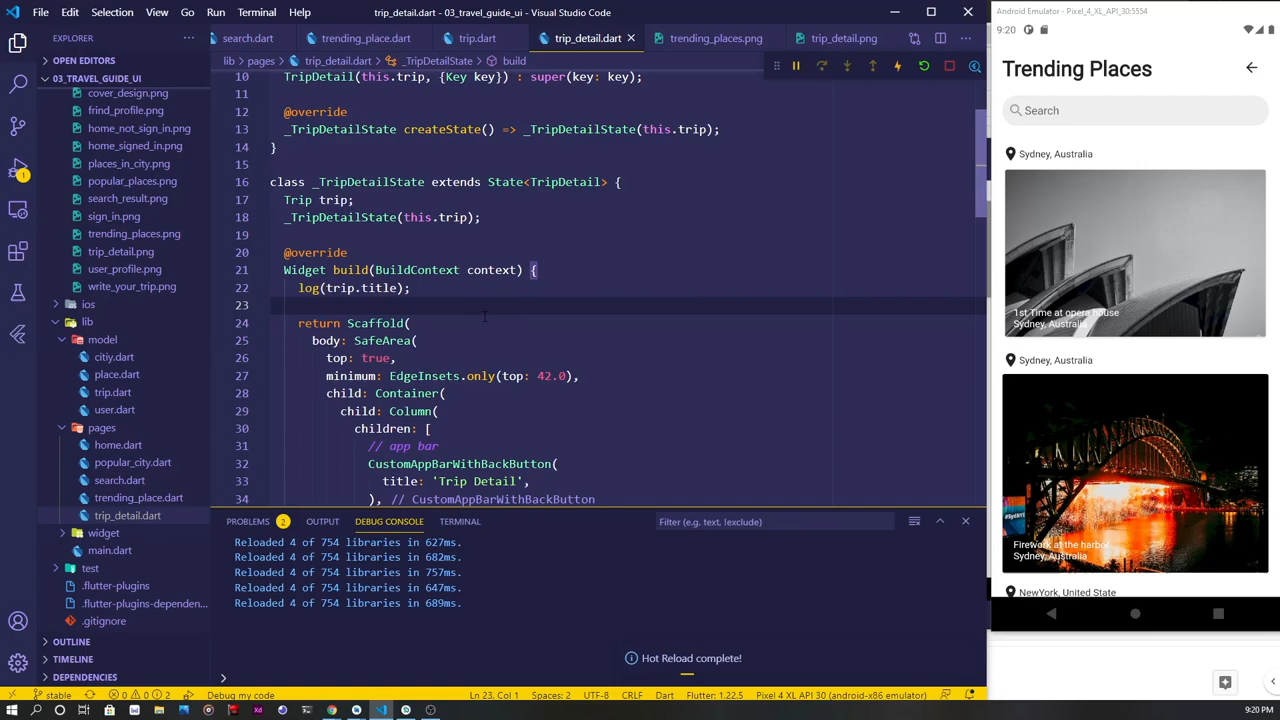 File Edit Selection View Go Run Terminal Help
trip_detail.dart - 03_travel_guide_ui - Visual Studio Code
Android Emulator - Pixel_4_XL_API_30:5554
EXPLORER
OPEN EDITORS
03_TRAVEL_GUIDE_UI
cover_design.png
frind_profile.png
home_not_sign_in.png
home_signed_in.png
places_in_city.png
popular_places.png
search_result.png
sign_in.png
trending_places.png
trip_detail.png
user_profile.png
write_your_trip.png
ios
lib
model
city.dart
place.dart
trip.dart
user.dart
pages
home.dart
popular_city.dart
search.dart
trending_place.dart
trip_detail.dart
widget
main.dart
test
.flutter-plugins
.flutter-plugins-dependen...
.gitignore
OUTLINE
TIMELINE
DEPENDENCIES
1
search.dart
ding_place.dart
trip.dart
trip_detail.dart
trending_places.png
trip_detail.png
lib > pages > trip_detail.dart > _TripDetailState > build
10 TripDetail(this.trip, {Key key}) : super(key: key);
11
12 @override
13 _TripDetailState createState() => _TripDetailState(this.trip);
14 }
15
16 class _TripDetailState extends State<TripDetail> {
17 Trip trip;
18 _TripDetailState(this.trip);
19
20 @override
21 Widget build(BuildContext context) {
22 log(trip.title);
23
24 return Scaffold(
25 body: SafeArea(
26 top: true,
27 minimum: EdgeInsets.only(top: 42.0),
28 child: Container(
29 child: Column(
30 children: [
31 // app bar
32 CustomAppBarWithBackButton(
33 title: 'Trip Detail',
34 ), // CustomAppBarWithBackButton
PROBLEMS 2 OUTPUT DEBUG CONSOLE TERMINAL
Filter (e.g. text, !exclude)
Reloaded 4 of 754 libraries in 627ms.
Reloaded 4 of 754 libraries in 682ms.
Reloaded 4 of 754 libraries in 757ms.
Reloaded 4 of 754 libraries in 647ms.
Reloaded 4 of 754 libraries in 689ms.
Hot Reload complete!
9:20
Trending Places
Search
Sydney, Australia
1st Time at opera house
Sydney, Australia
Sydney, Australia
#SydNYE
Firework at the harbor
Sydney, Australia
NewYork, United State
stable 0 0 2 Debug my code
Ln 23, Col 1 Spaces: 2 UTF-8 CRLF Dart Flutter: 1.22.5 Pixel 4 XL API 30 (android-x86 emulator)
9:20 PM